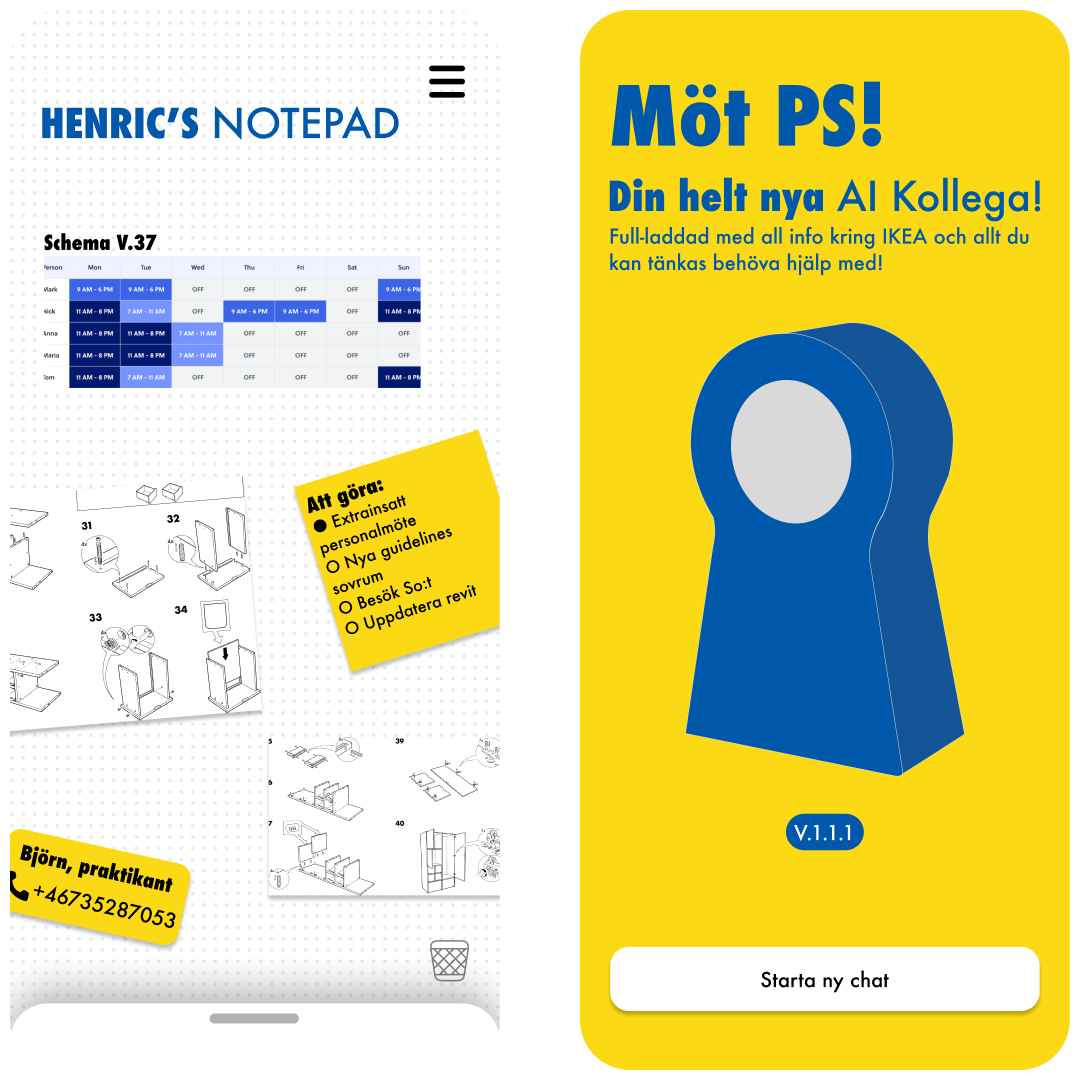 HENRIC'S NOTEPAD
Schema V.37
Person Mon Tue Wed Thu Fri Sat Sun
Mark 9 AM - 6 PM 9 AM - 6 PM OFF OFF OFF OFF 9 AM - 6 PM
Nick 11 AM - 8 PM 7 AM - 11 AM OFF 9 AM - 6 PM 9 AM - 6 PM OFF 11 AM - 8 PM
Anna 11 AM - 8 PM 11 AM - 8 PM 7 AM - 11 AM OFF OFF OFF OFF
Maria 11 AM - 8 PM 11 AM - 8 PM 7 AM - 11 AM OFF OFF OFF OFF
Tom 11 AM - 8 PM 7 AM - 11 AM OFF OFF OFF OFF 11 AM - 8 PM
Att göra:
Extrainsatt
personalmöte
Nya guidelines
sovrum
Besök So:t
Uppdatera revit
31 32
4x 4x
33 34
5 39
6
7 40
Björn, praktikant
+46735287053
Möt PS!
Din helt nya AI Kollega!
Full-laddad med all info kring IKEA och allt du
kan tänkas behöva hjälp med!
V.1.1.1
Starta ny chat